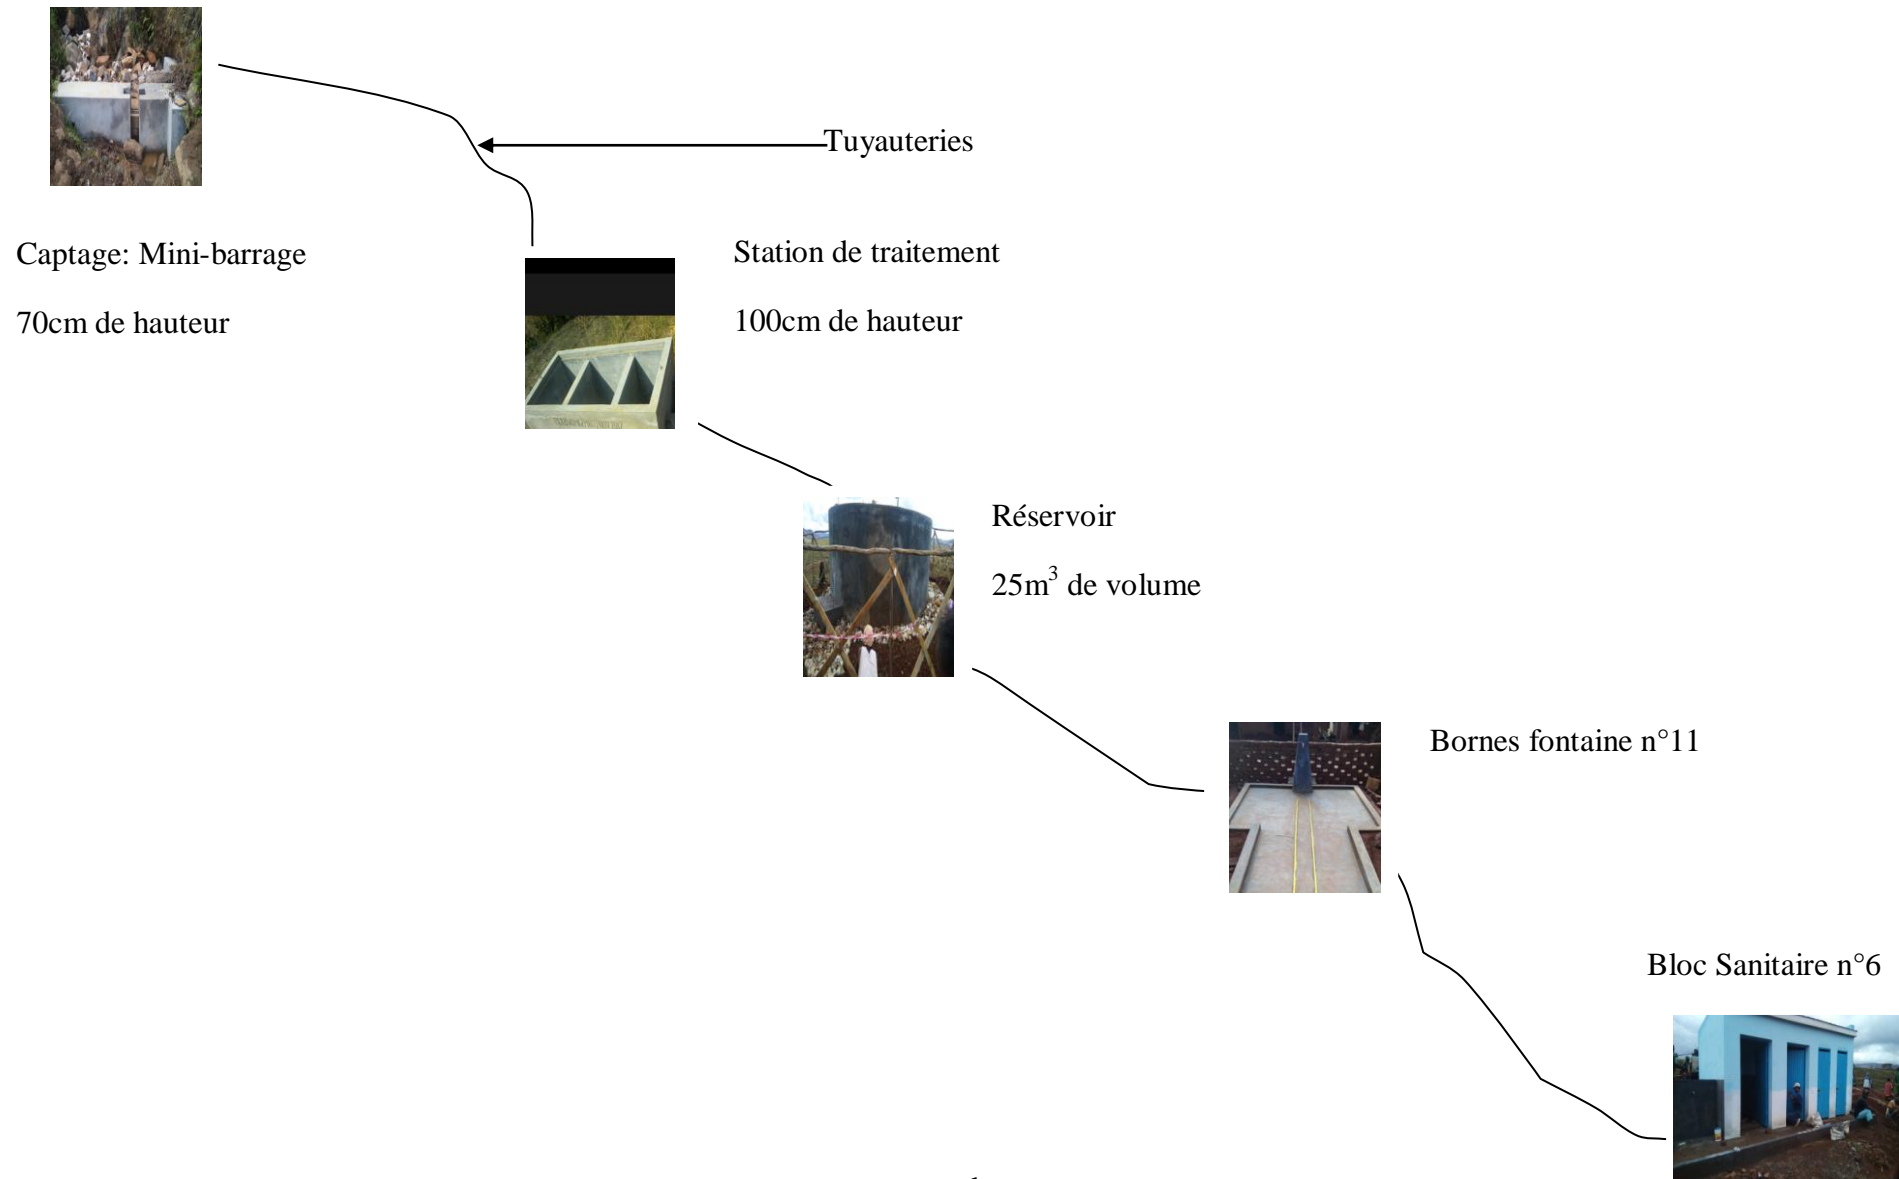 Tuyauteries
Captage: Mini-barrage
70cm de hauteur
Station de traitement
100cm de hauteur
Réservoir
25m³ de volume
Bornes fontaine n°11
Bloc Sanitaire n°6